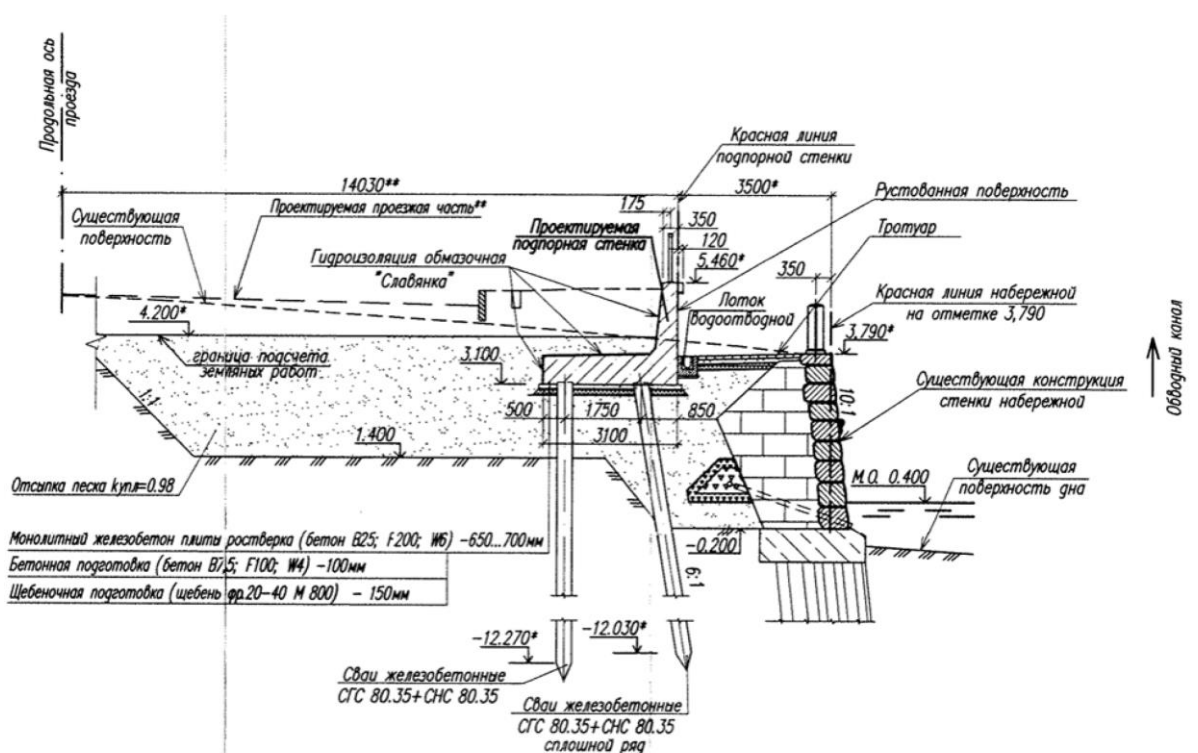 Продольная ось
проезда
Красная линия
подпорной стенки
14030**
3500*
Существующая
поверхность
Проектируемая проезжая часть**
175
Рустованная поверхность
350
Проектируемая
подпорная стенка
120
Тротуар
Гидроизоляция обмазочная
"Славянка"
5.460*
350
Лоток
водоотводной
Красная линия набережной
на отметке 3,790
4.200*
3,790*
граница подсчета
земляных работ
3,100
Обводный канал
1:1
500
1750
850
10:1
Существующая конструкция
стенки набережной
3100
1.400
Существующая
поверхность дна
М.О. 0.400
Отсыпка песка kупл=0.98
Монолитный железобетон плиты ростверка (бетон В25; F200; W6) -650...700мм
-0.200
Бетонная подготовка (бетон В7,5; F100; W4) -100мм
6:1
Щебеночная подготовка (щебень фр.20-40 М 800) - 150мм
-12.270*
-12.030*
Сваи железобетонные
СГС 80.35+СНС 80.35
Сваи железобетонные
СГС 80.35+СНС 80.35
сплошной ряд